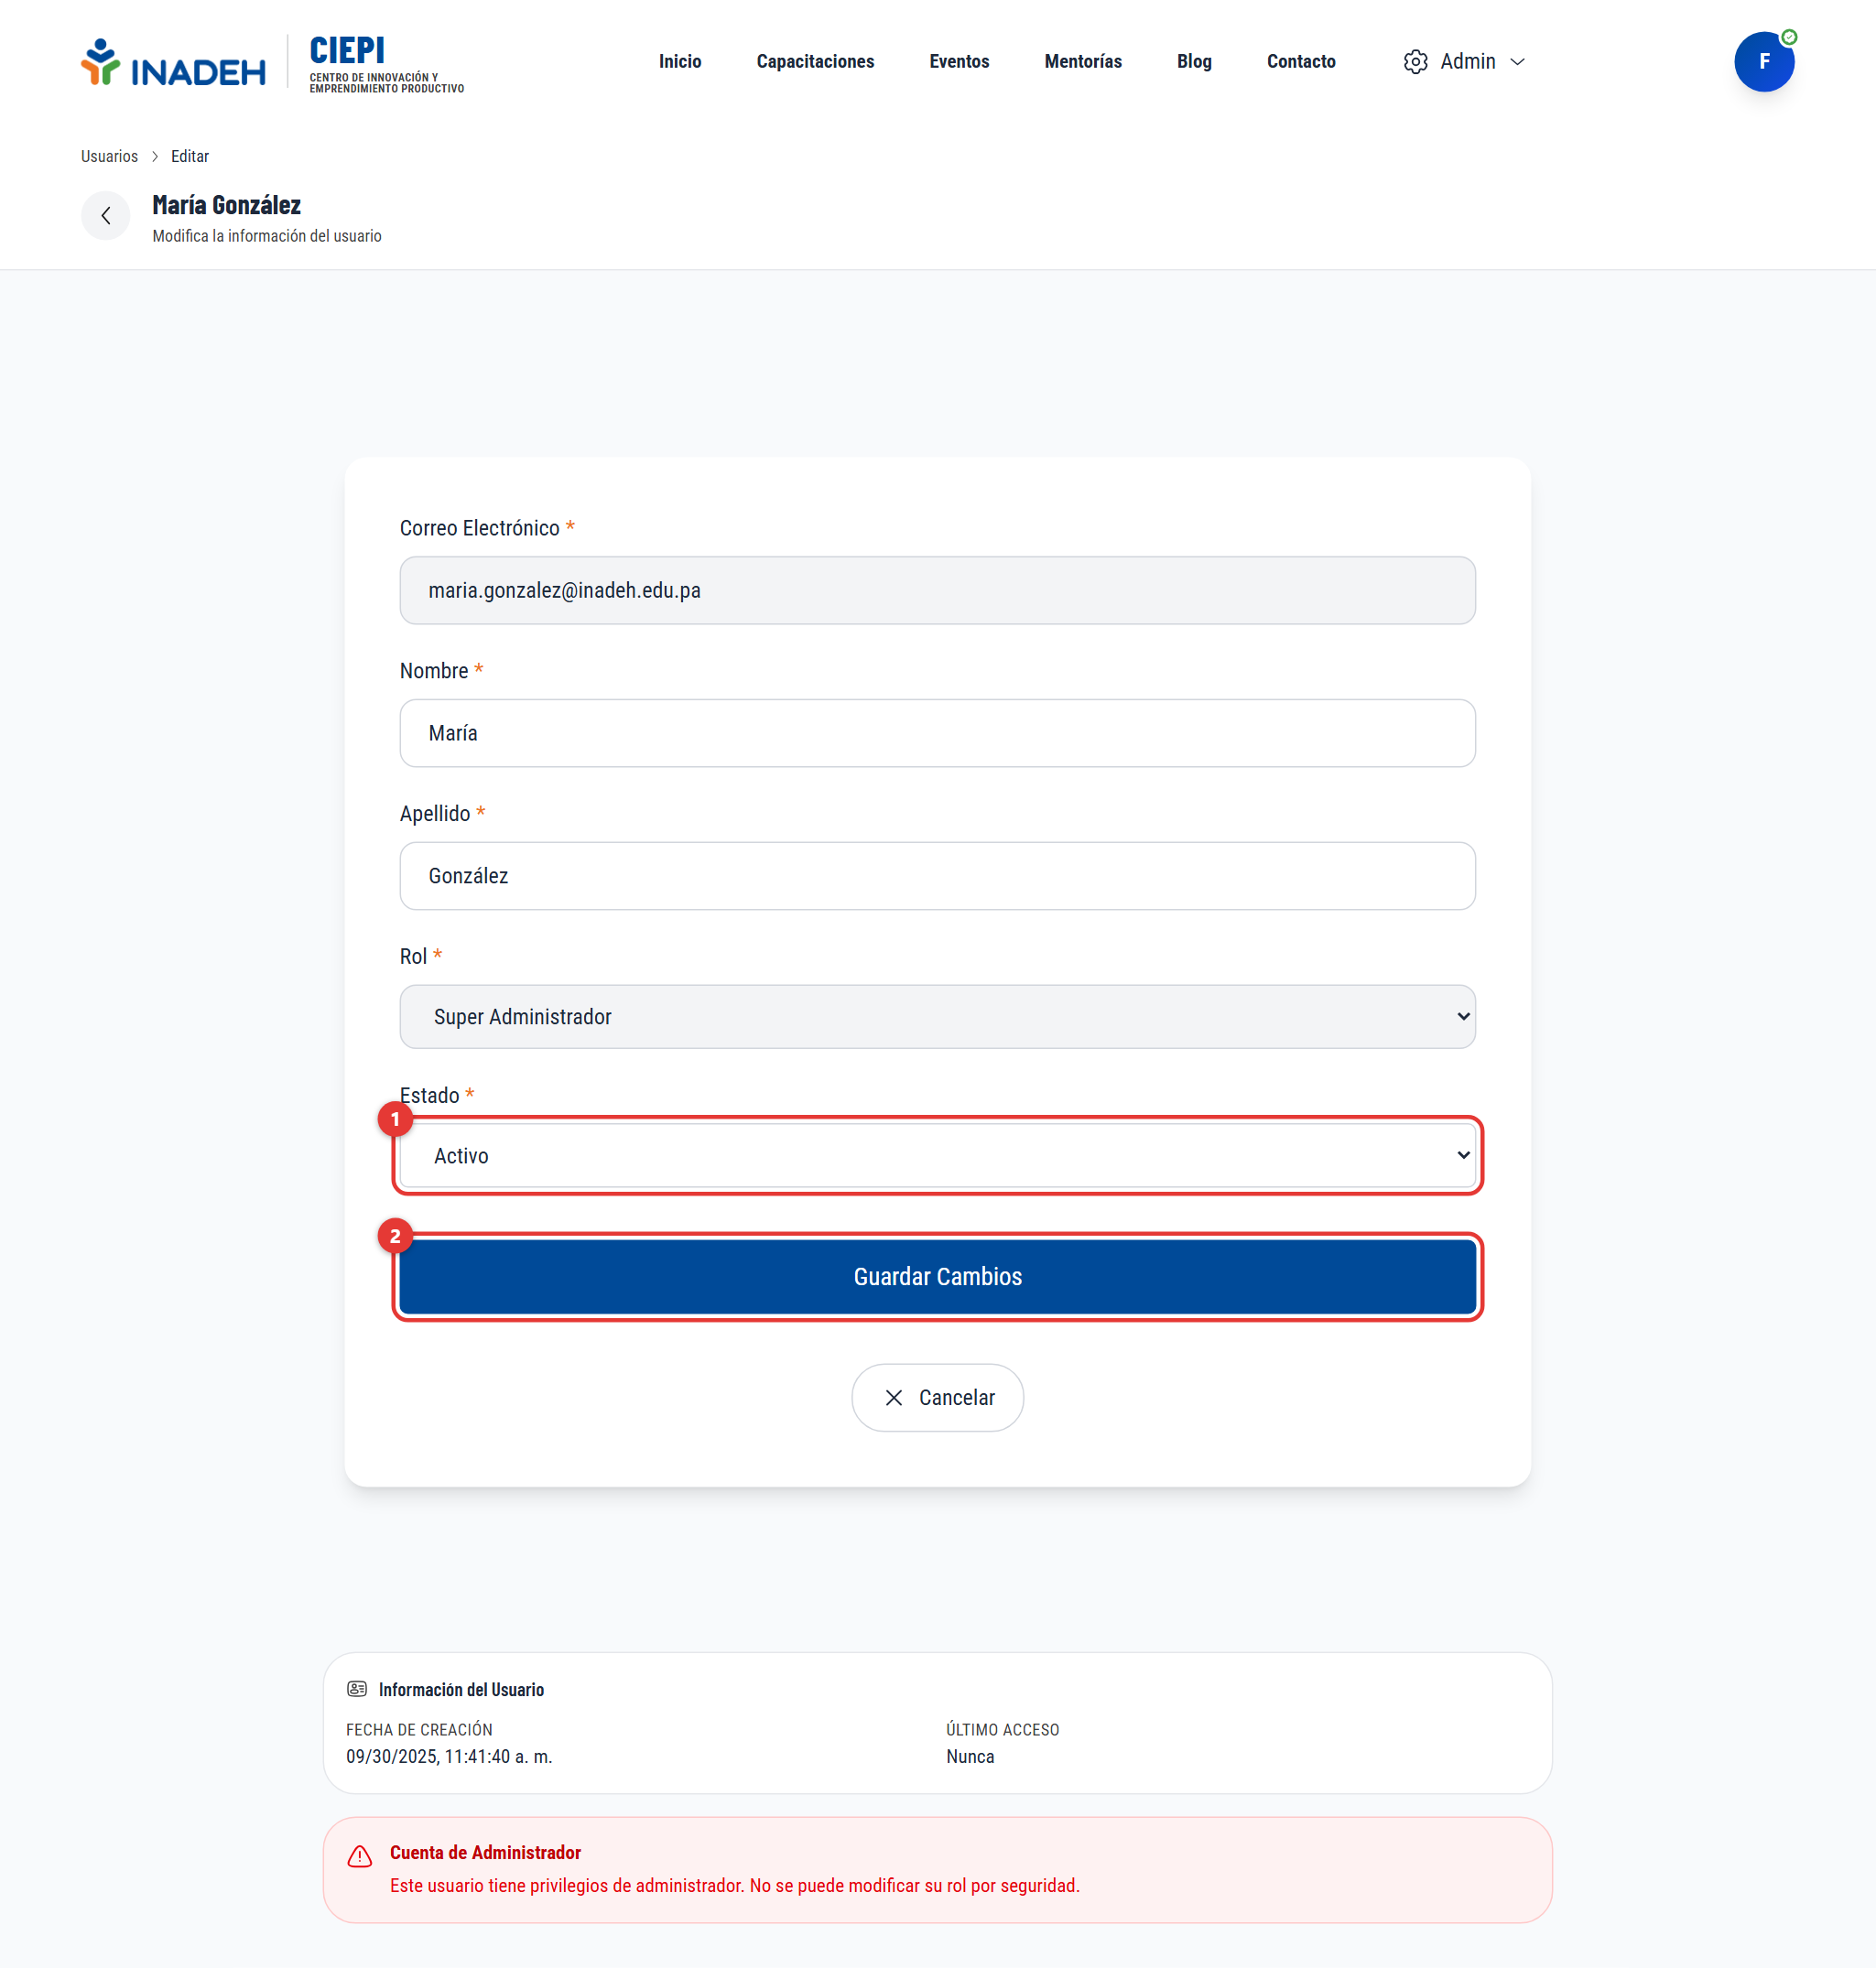 INADEH
CIEPI
CENTRO DE INNOVACIÓN Y
EMPRENDIMIENTO PRODUCTIVO
Inicio
Capacitaciones
Eventos
Mentorías
Blog
Contacto
Admin
F
Usuarios > Editar
María González
Modifica la información del usuario
Correo Electrónico *
maria.gonzalez@inadeh.edu.pa
Nombre *
María
Apellido *
González
Rol *
Super Administrador
Estado *
1
Activo
2
Guardar Cambios
Cancelar
Información del Usuario
FECHA DE CREACIÓN
09/30/2025, 11:41:40 a. m.
ÚLTIMO ACCESO
Nunca
Cuenta de Administrador
Este usuario tiene privilegios de administrador. No se puede modificar su rol por seguridad.